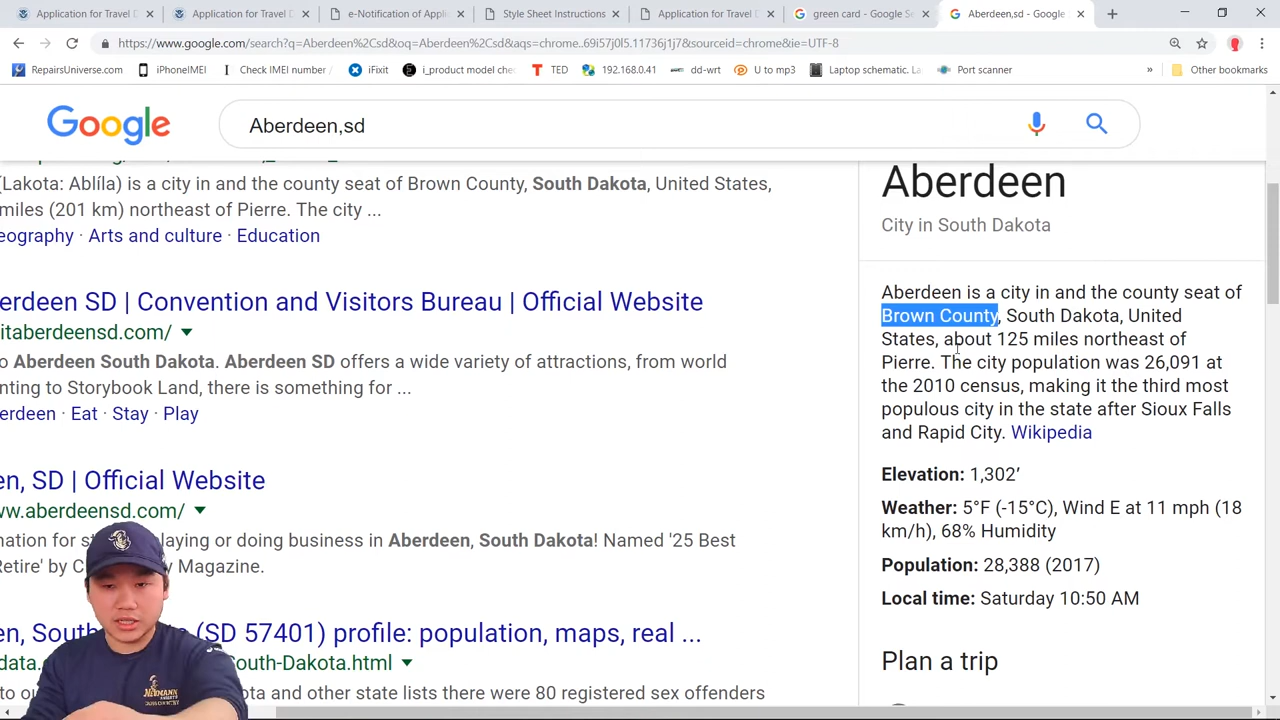 Application for Travel D
Application for Travel D
e-Notification of Appli
Style Sheet Instructions
Application for Travel D
green card - Google Se
Aberdeen,sd - Google
https://www.google.com/search?q=Aberdeen%2Csd&oq=Aberdeen%2Csd&aqs=chrome..69i57j0l5.11736j1j7&sourceid=chrome&ie=UTF-8
RepairsUniverse.com
iPhoneIMEI
Check IMEI number /
iFixit
i_product model chec
TED
192.168.0.41
dd-wrt
U to mp3
Laptop schematic. La
Port scanner
»
Other bookmarks
Google
Aberdeen,sd
(Lakota: Ablíla) is a city in and the county seat of Brown County, South Dakota, United States,
miles (201 km) northeast of Pierre. The city ...
eography · Arts and culture · Education
erdeen SD | Convention and Visitors Bureau | Official Website
itaberdeensd.com/
o Aberdeen South Dakota. Aberdeen SD offers a wide variety of attractions, from world
nting to Storybook Land, there is something for ...
erdeen · Eat · Stay · Play
en, SD | Official Website
ww.aberdeensd.com/
nation for st playing or doing business in Aberdeen, South Dakota! Named '25 Best
Retire' by C y Magazine.
en, South (SD 57401) profile: population, maps, real ...
data. South-Dakota.html
to ou ota and other state lists there were 80 registered sex offenders
Aberdeen
City in South Dakota
Aberdeen is a city in and the county seat of
Brown County, South Dakota, United
States, about 125 miles northeast of
Pierre. The city population was 26,091 at
the 2010 census, making it the third most
populous city in the state after Sioux Falls
and Rapid City. Wikipedia
Elevation: 1,302′
Weather: 5°F (-15°C), Wind E at 11 mph (18
km/h), 68% Humidity
Population: 28,388 (2017)
Local time: Saturday 10:50 AM
Plan a trip
NEUMANN